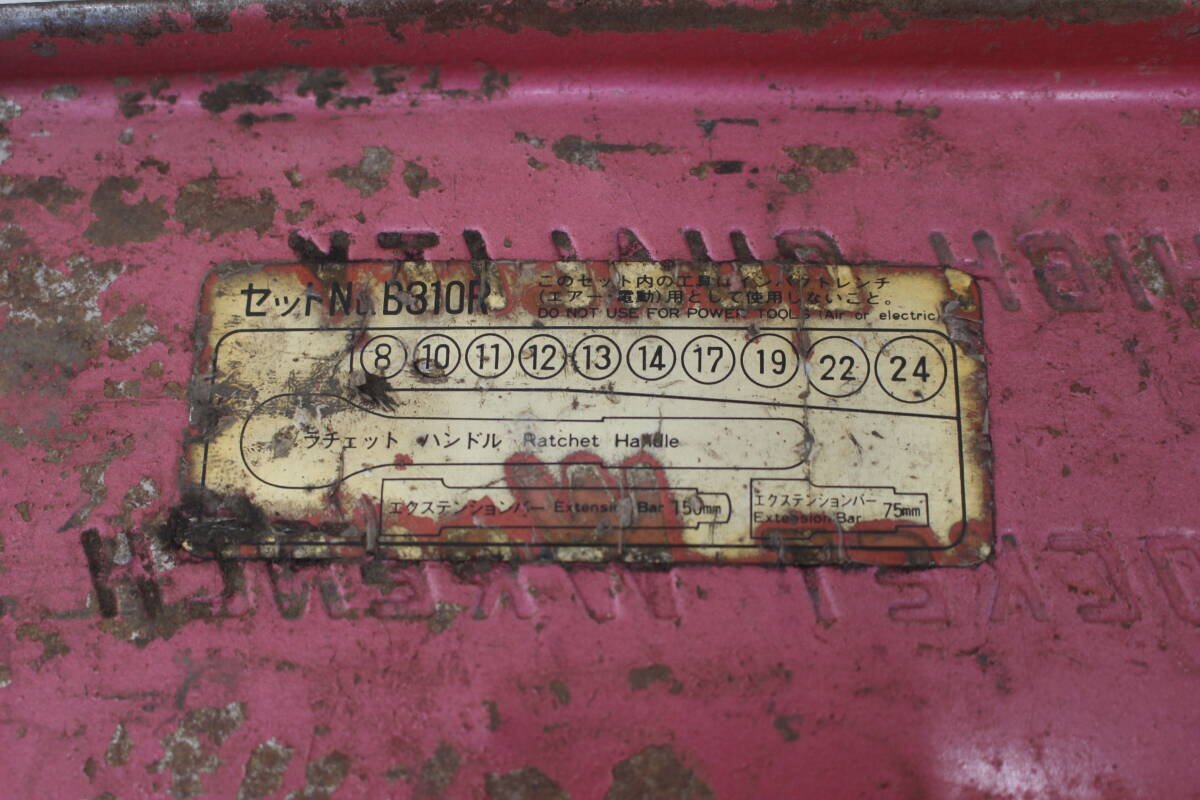 セットNo.B310R
このセット内の工具はインパクトレンチ
(エアー, 電動)用として使用しないこと。
DO NOT USE FOR POWER TOOLS (Air or electric)
8 10 11 12 13 14 17 19 22 24
ラチェット ハンドル Ratchet Handle
エクステンションバー Extension Bar 150mm
エクステンションバー
Extension Bar 75mm